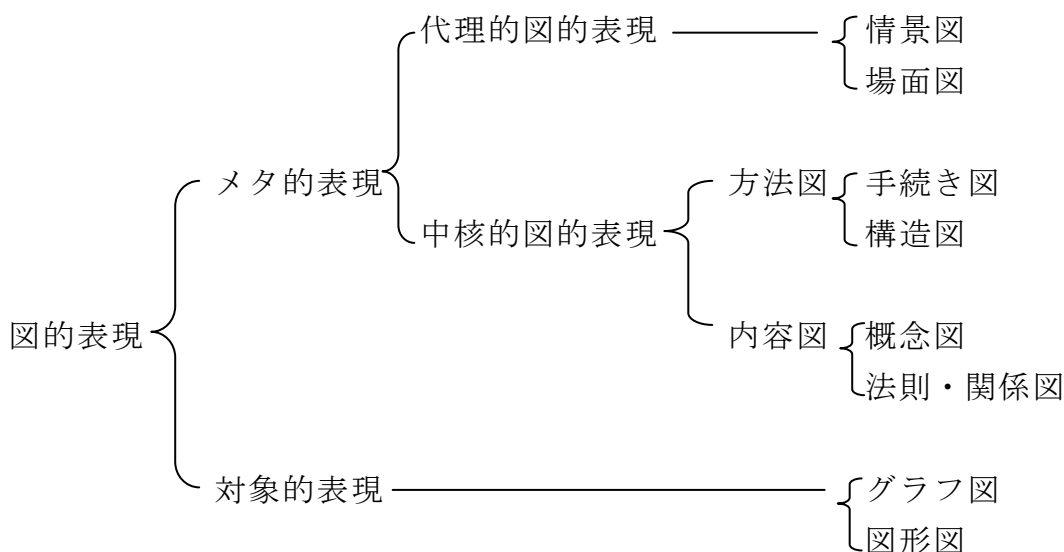 代理的図的表現
情景図
場面図
メタ的表現
方法図
手続き図
中核的図的表現
構造図
図的表現
内容図
概念図
法則・関係図
対象的表現
グラフ図
図形図